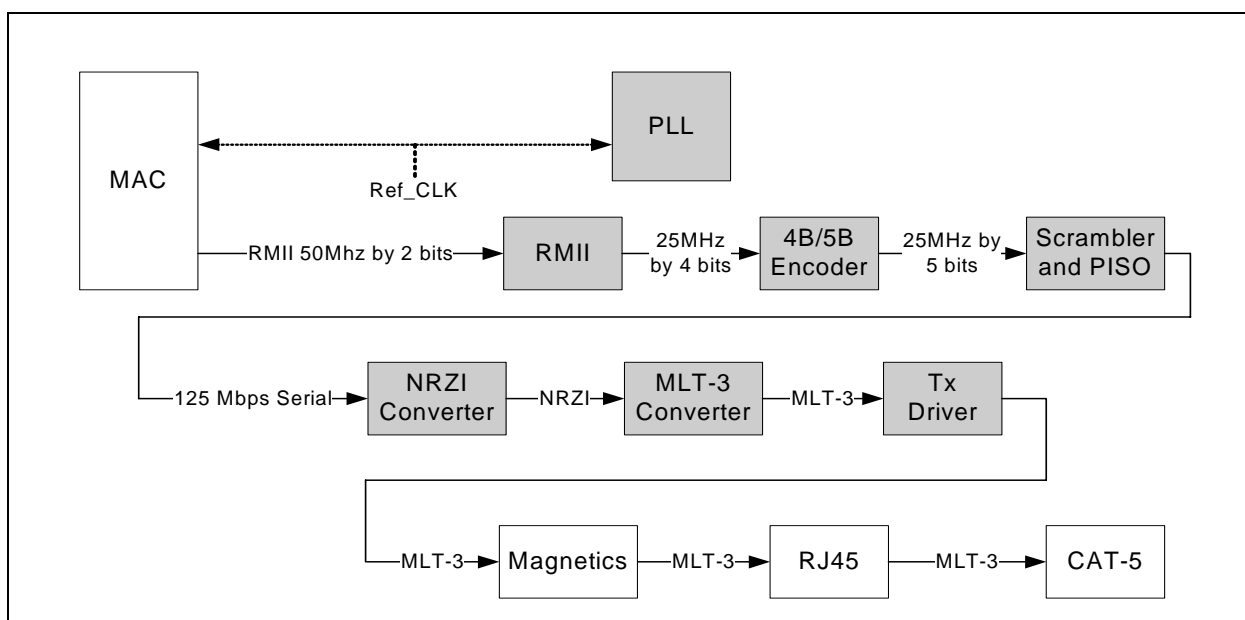 MAC
PLL
Ref_CLK
RMII 50Mhz by 2 bits
RMII
25MHz
by 4 bits
4B/5B
Encoder
25MHz by
5 bits
Scrambler
and PISO
125 Mbps Serial
NRZI
Converter
NRZI
MLT-3
Converter
MLT-3
Tx
Driver
MLT-3
Magnetics
MLT-3
RJ45
MLT-3
CAT-5